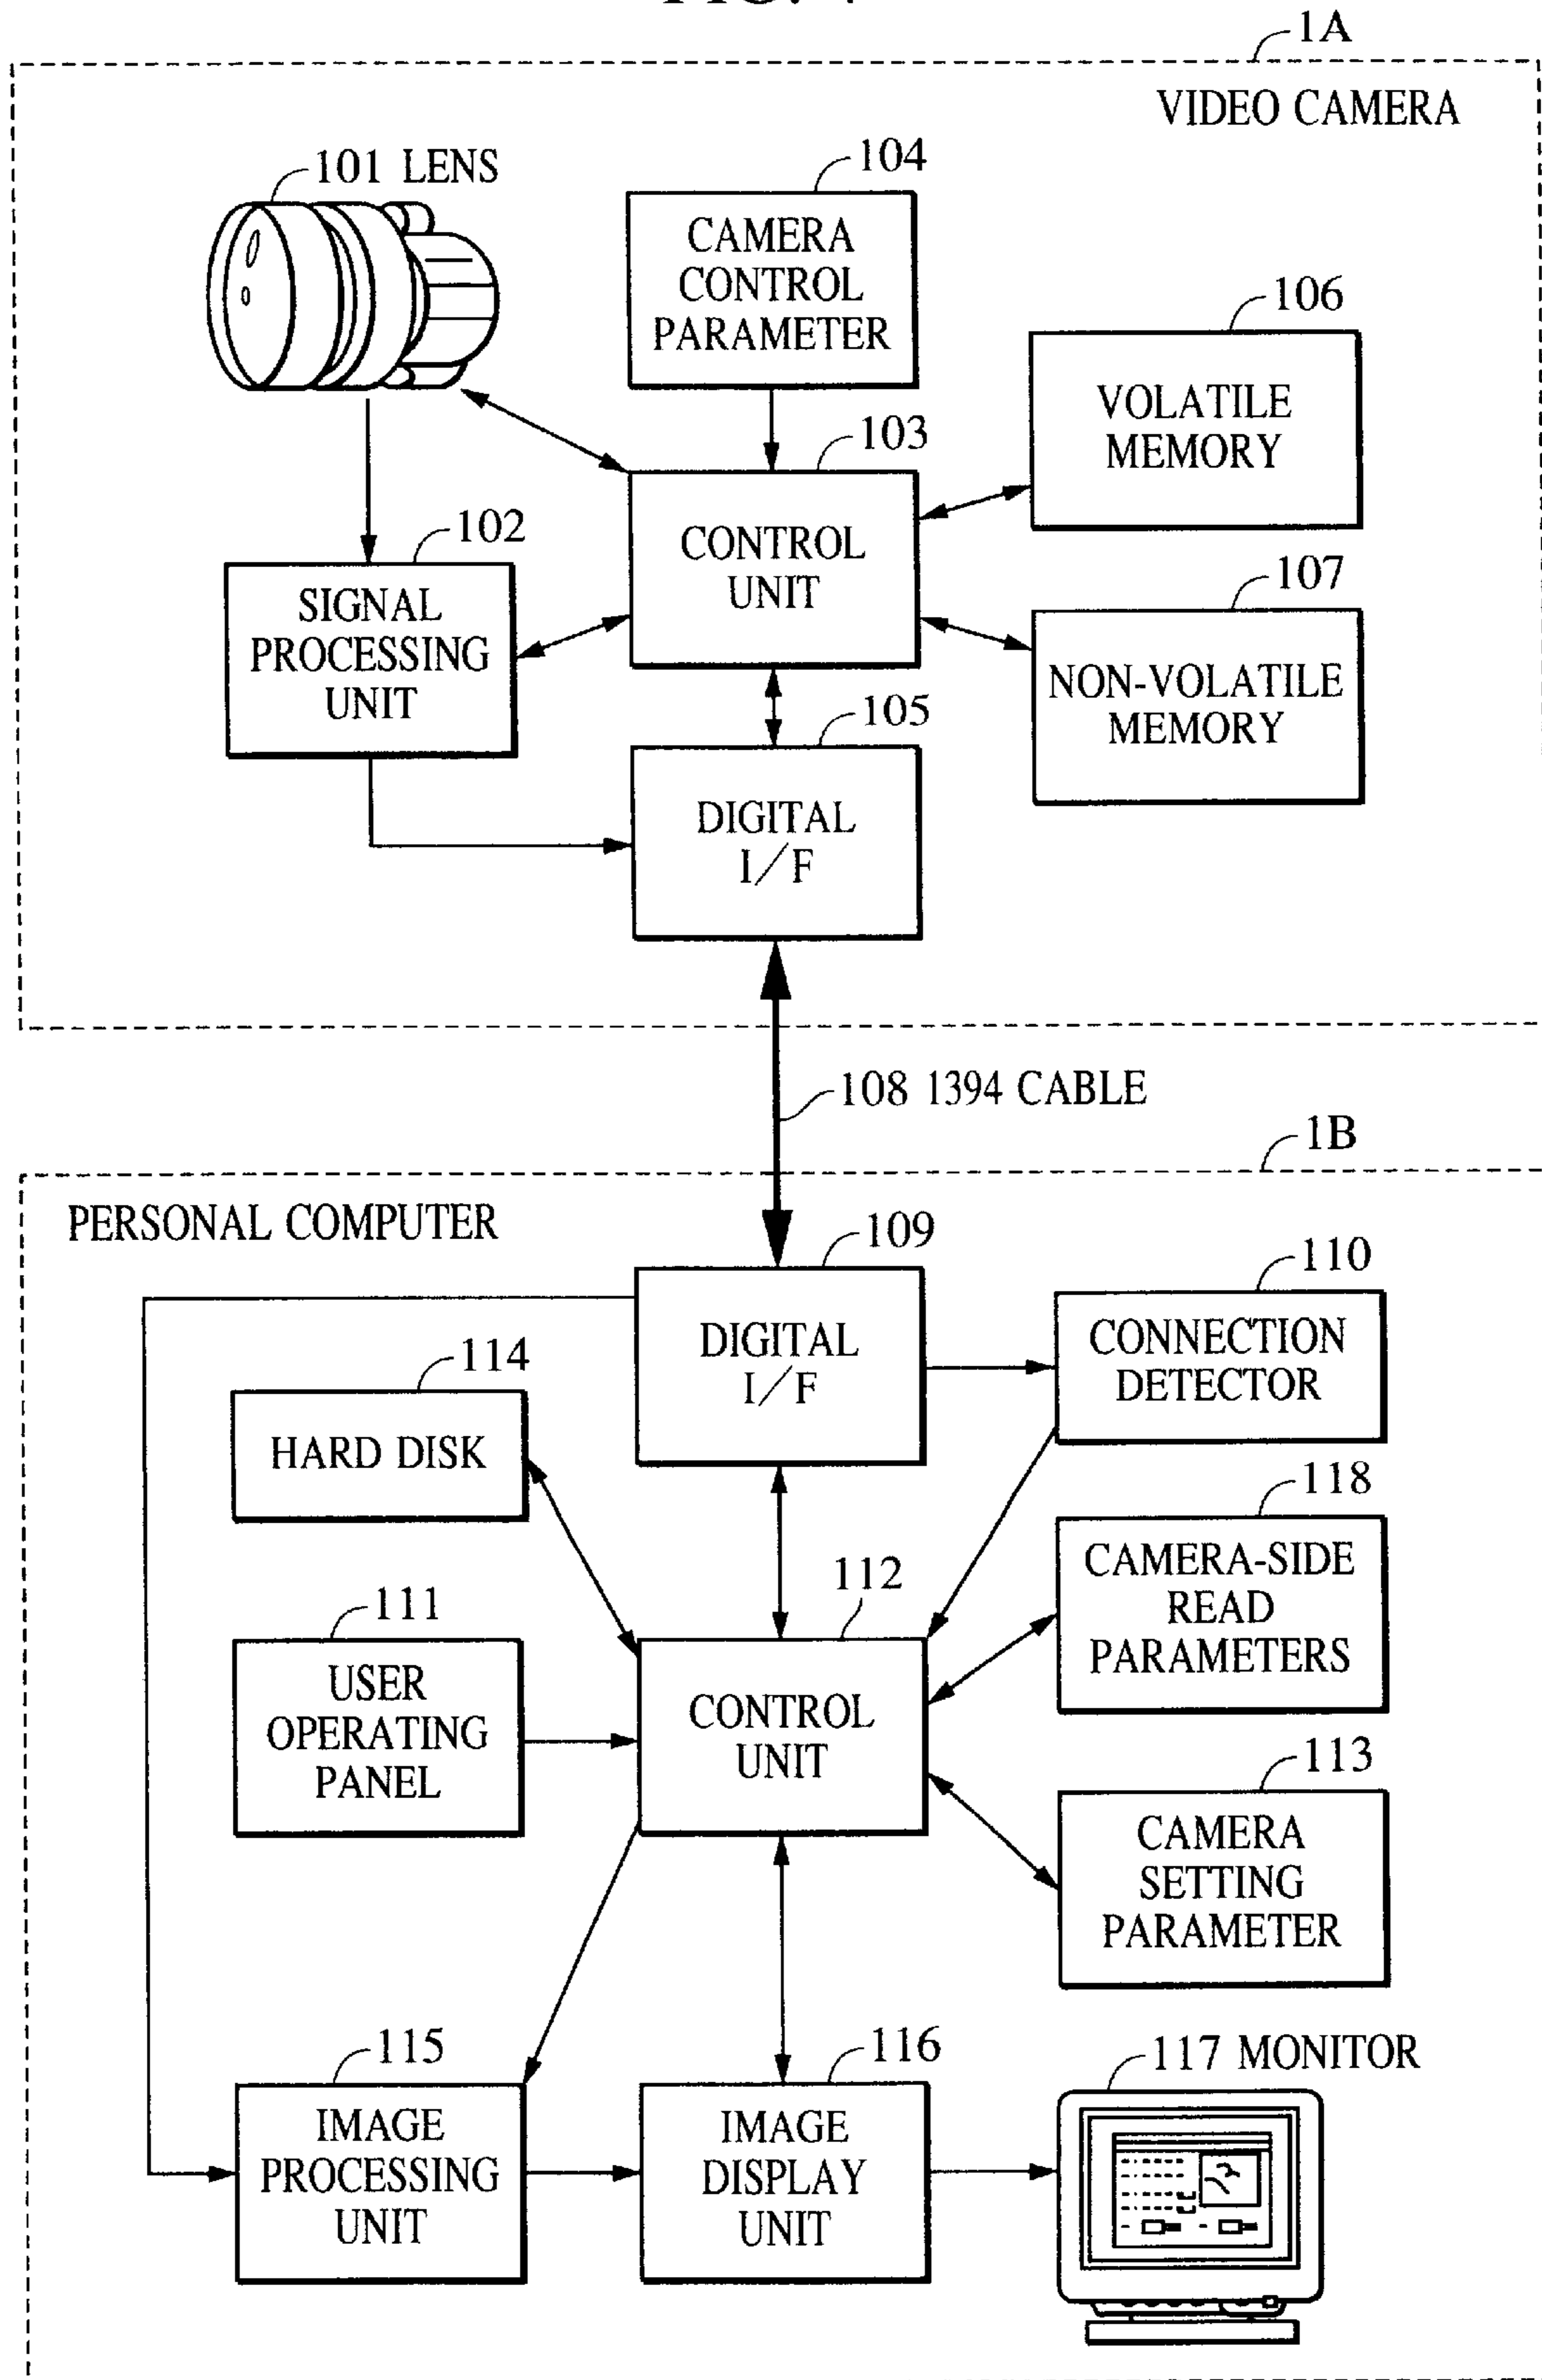 1A
VIDEO CAMERA
101 LENS
104
CAMERA
CONTROL
PARAMETER
106
VOLATILE
MEMORY
103
CONTROL
UNIT
102
SIGNAL
PROCESSING
UNIT
107
NON-VOLATILE
MEMORY
105
DIGITAL
I/F
108 1394 CABLE
1B
PERSONAL COMPUTER
109
DIGITAL
I/F
110
CONNECTION
DETECTOR
114
HARD DISK
118
CAMERA-SIDE
READ
PARAMETERS
112
CONTROL
UNIT
111
USER
OPERATING
PANEL
113
CAMERA
SETTING
PARAMETER
115
IMAGE
PROCESSING
UNIT
116
IMAGE
DISPLAY
UNIT
117 MONITOR